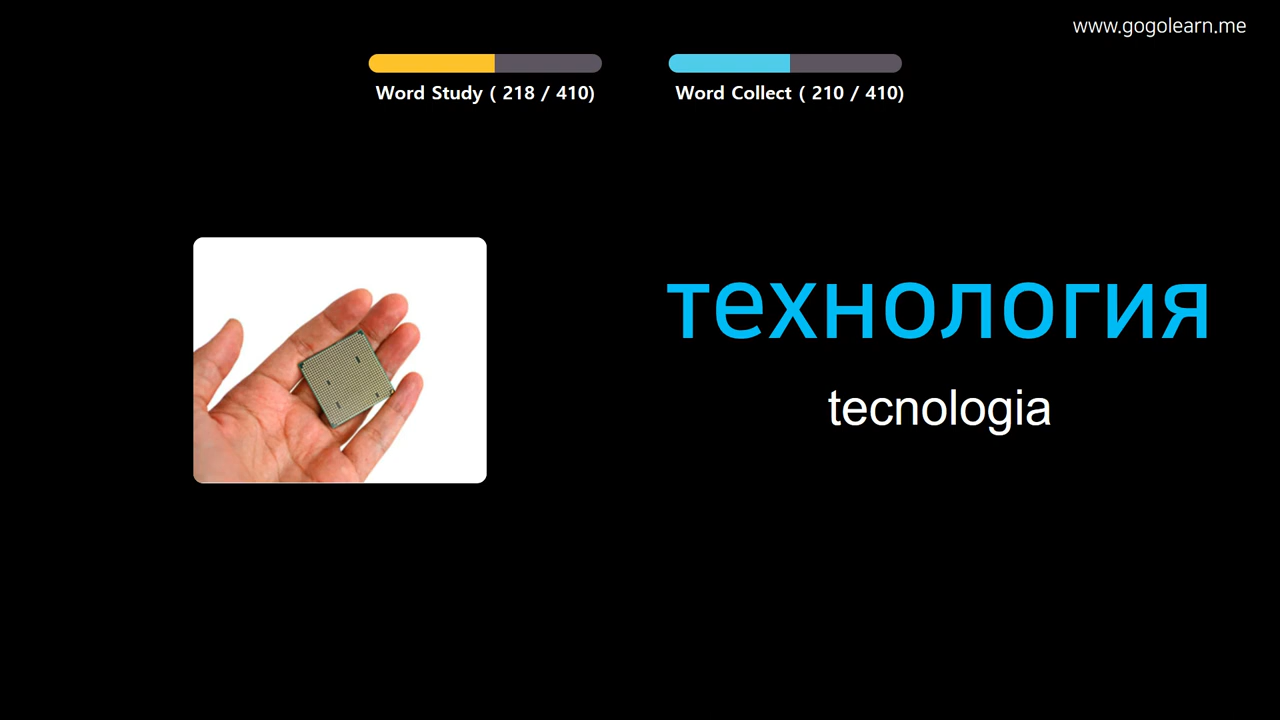 www.gogolearn.me
Word Study ( 218 / 410)
Word Collect ( 210 / 410)
технология
tecnologia